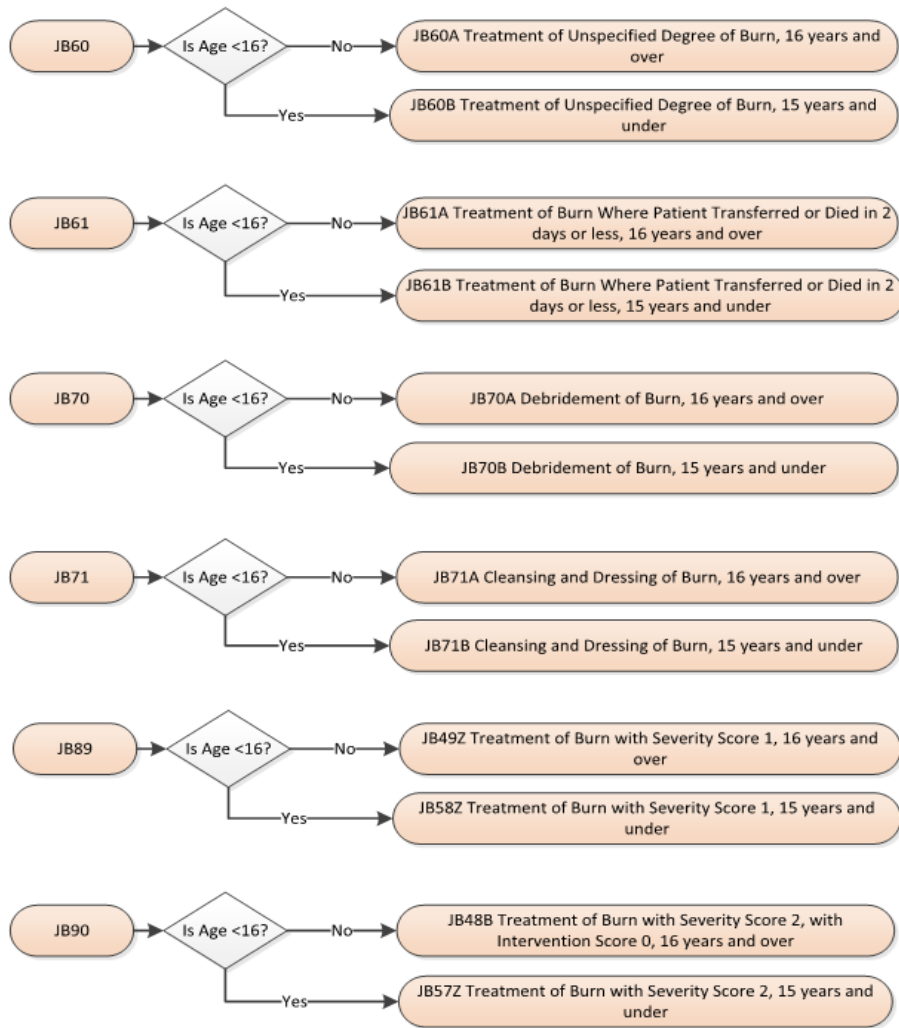 JB60
Is Age <16?
No
JB60A Treatment of Unspecified Degree of Burn, 16 years and
over
Yes
JB60B Treatment of Unspecified Degree of Burn, 15 years and
under
JB61
Is Age <16?
No
JB61A Treatment of Burn Where Patient Transferred or Died in 2
days or less, 16 years and over
Yes
JB61B Treatment of Burn Where Patient Transferred or Died in 2
days or less, 15 years and under
JB70
Is Age <16?
No
JB70A Debridement of Burn, 16 years and over
Yes
JB70B Debridement of Burn, 15 years and under
JB71
Is Age <16?
No
JB71A Cleansing and Dressing of Burn, 16 years and over
Yes
JB71B Cleansing and Dressing of Burn, 15 years and under
JB89
Is Age <16?
No
JB49Z Treatment of Burn with Severity Score 1, 16 years and
over
Yes
JB58Z Treatment of Burn with Severity Score 1, 15 years and
under
JB90
Is Age <16?
No
JB48B Treatment of Burn with Severity Score 2, with
Intervention Score 0, 16 years and over
Yes
JB57Z Treatment of Burn with Severity Score 2, 15 years and
under